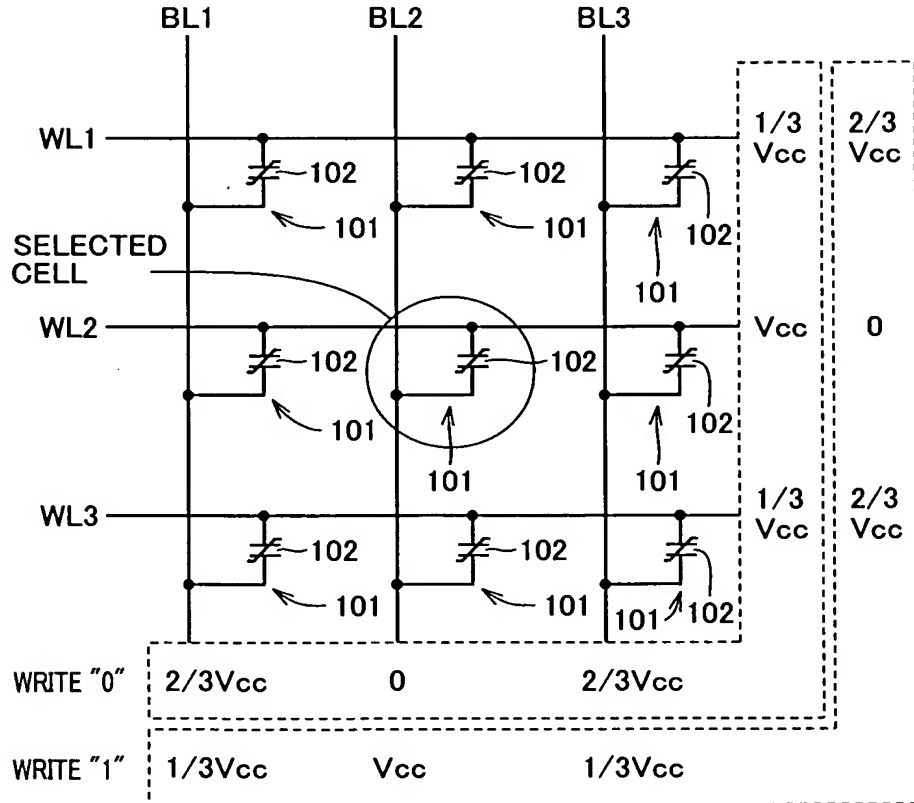 BL1 BL2 BL3
WL1 1/3 Vcc 2/3 Vcc
102 102 102
101 101 101
SELECTED CELL
WL2 Vcc 0
102 102 102
101 101 101
WL3 1/3 Vcc 2/3 Vcc
102 102 102
101 101 101
WRITE "0" 2/3Vcc 0 2/3Vcc
WRITE "1" 1/3Vcc Vcc 1/3Vcc